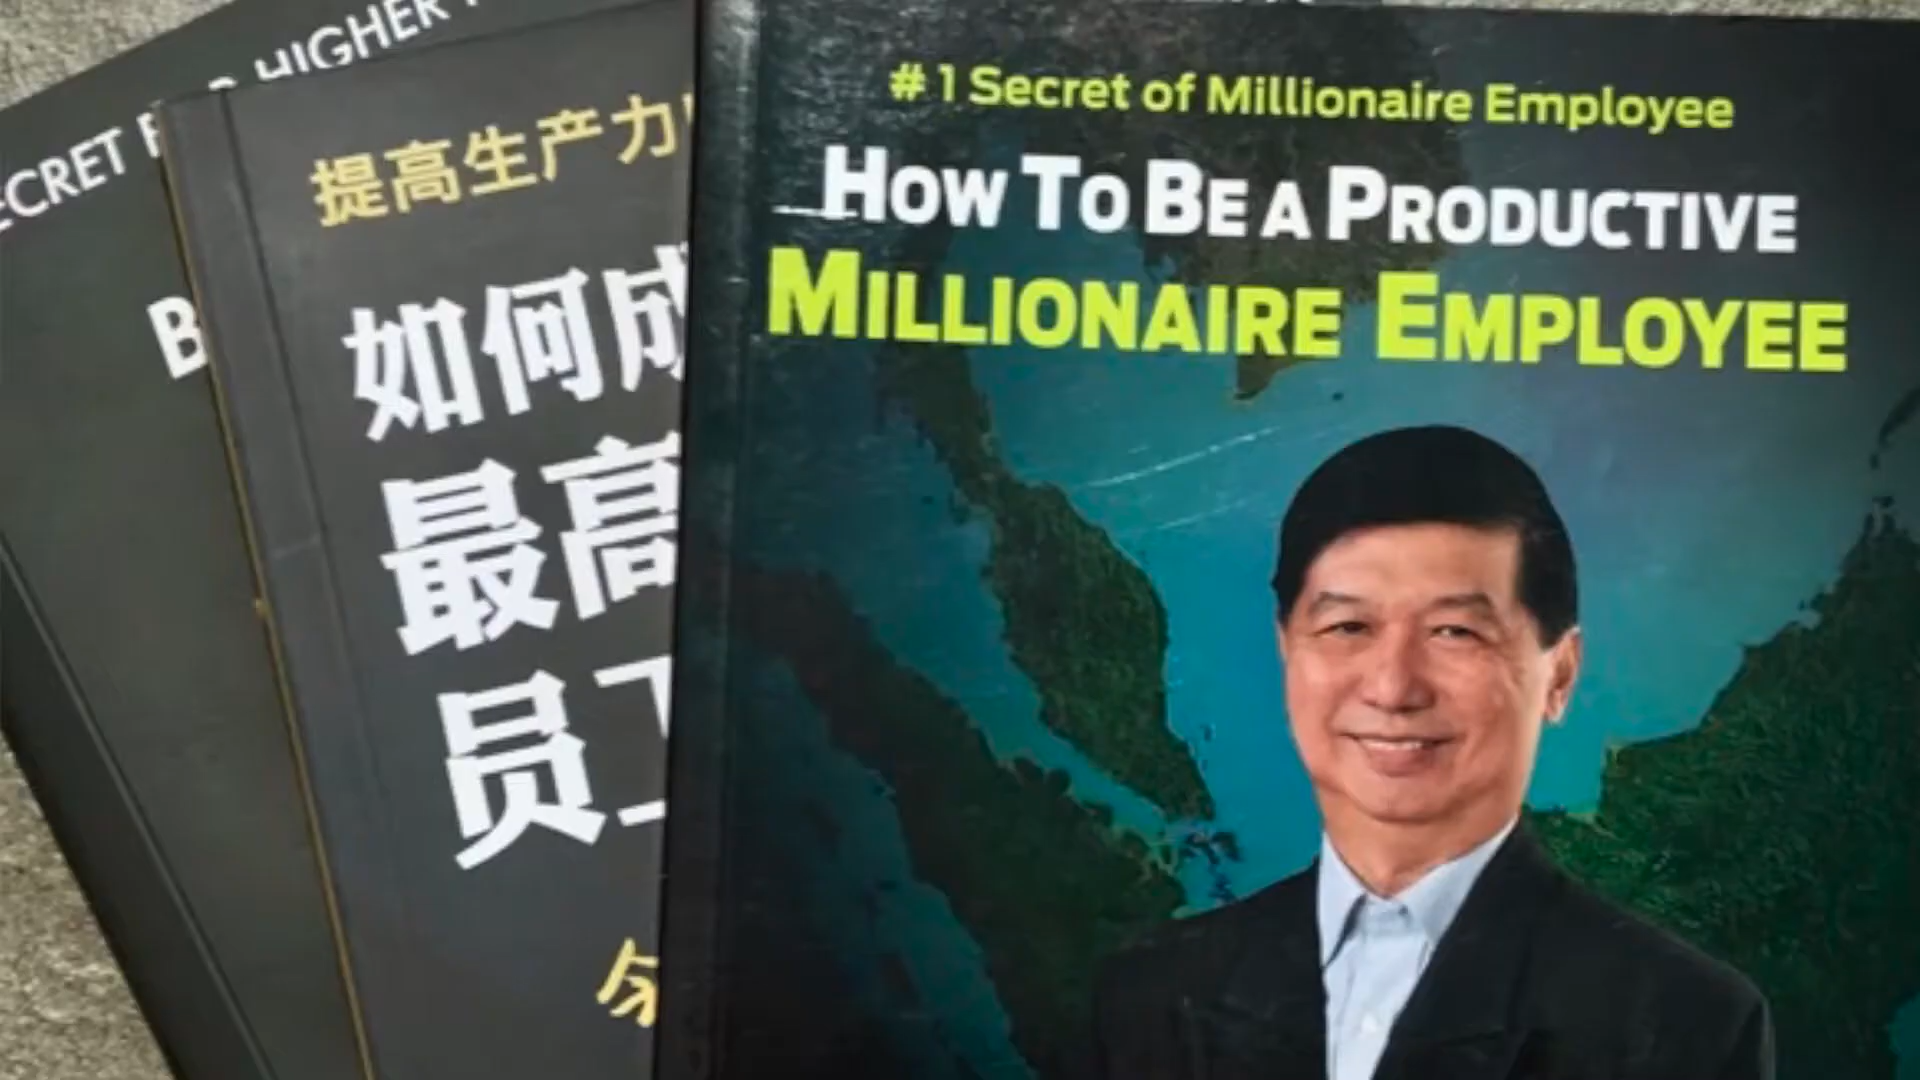 # 1 Secret of Millionaire Employee
HOW TO BE A PRODUCTIVE
MILLIONAIRE EMPLOYEE
提高生产力
如何成
最高
员工
HIGHER